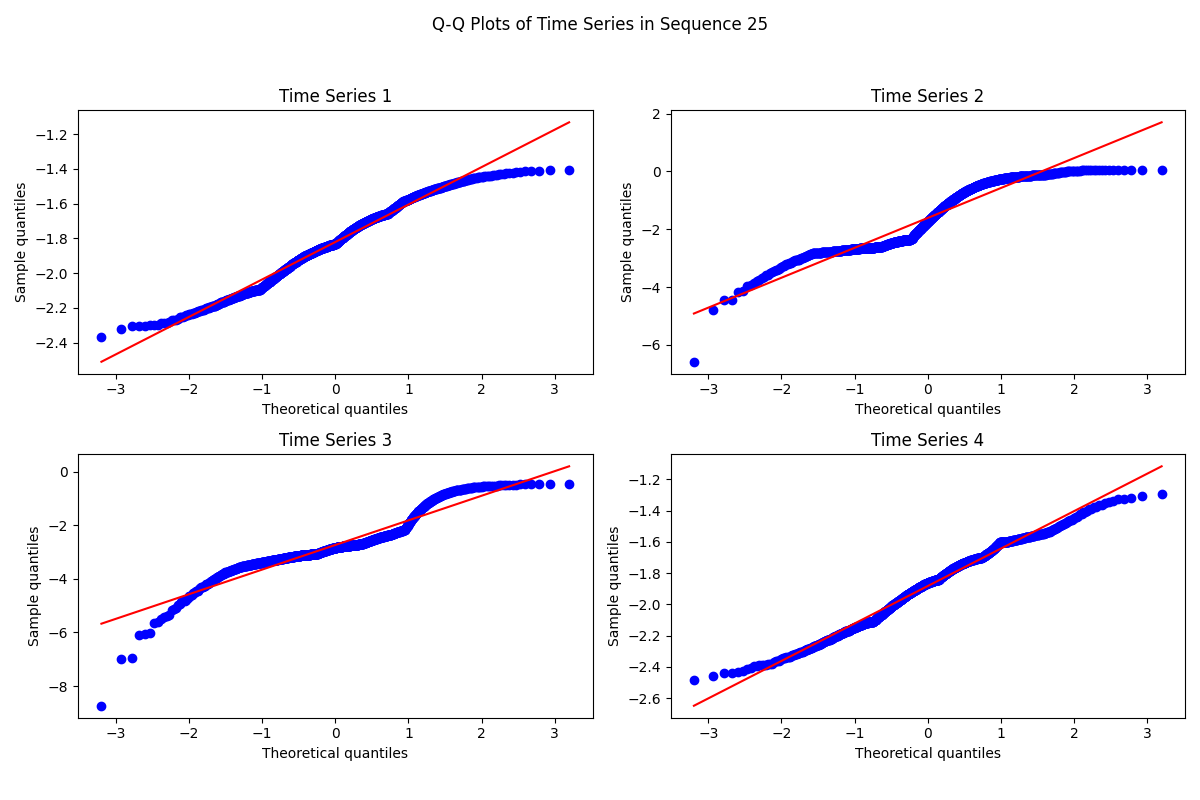 Q-Q Plots of Time Series in Sequence 25
Time Series 1
−1.2
−1.4
−1.6
−1.8
−2.0
−2.2
−2.4
Sample quantiles
−3 −2 −1 0 1 2 3
Theoretical quantiles
Time Series 2
2
0
−2
−4
−6
Sample quantiles
−3 −2 −1 0 1 2 3
Theoretical quantiles
Time Series 3
0
−2
−4
−6
−8
Sample quantiles
−3 −2 −1 0 1 2 3
Theoretical quantiles
Time Series 4
−1.2
−1.4
−1.6
−1.8
−2.0
−2.2
−2.4
−2.6
Sample quantiles
−3 −2 −1 0 1 2 3
Theoretical quantiles